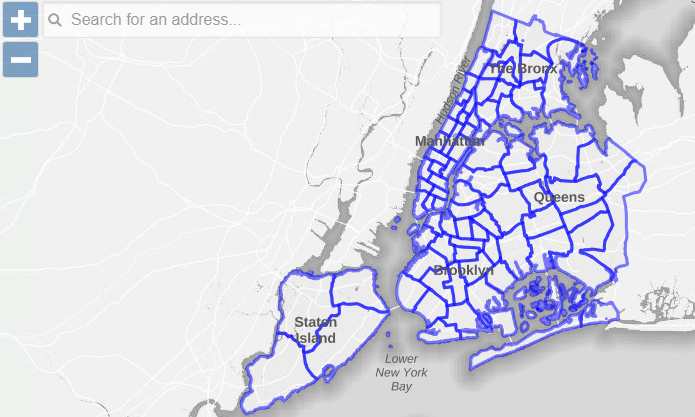 +
Search for an address...
−
The Bronx
Hudson River
Manhattan
Queens
Brooklyn
Staten
Island
Lower
New York
Bay